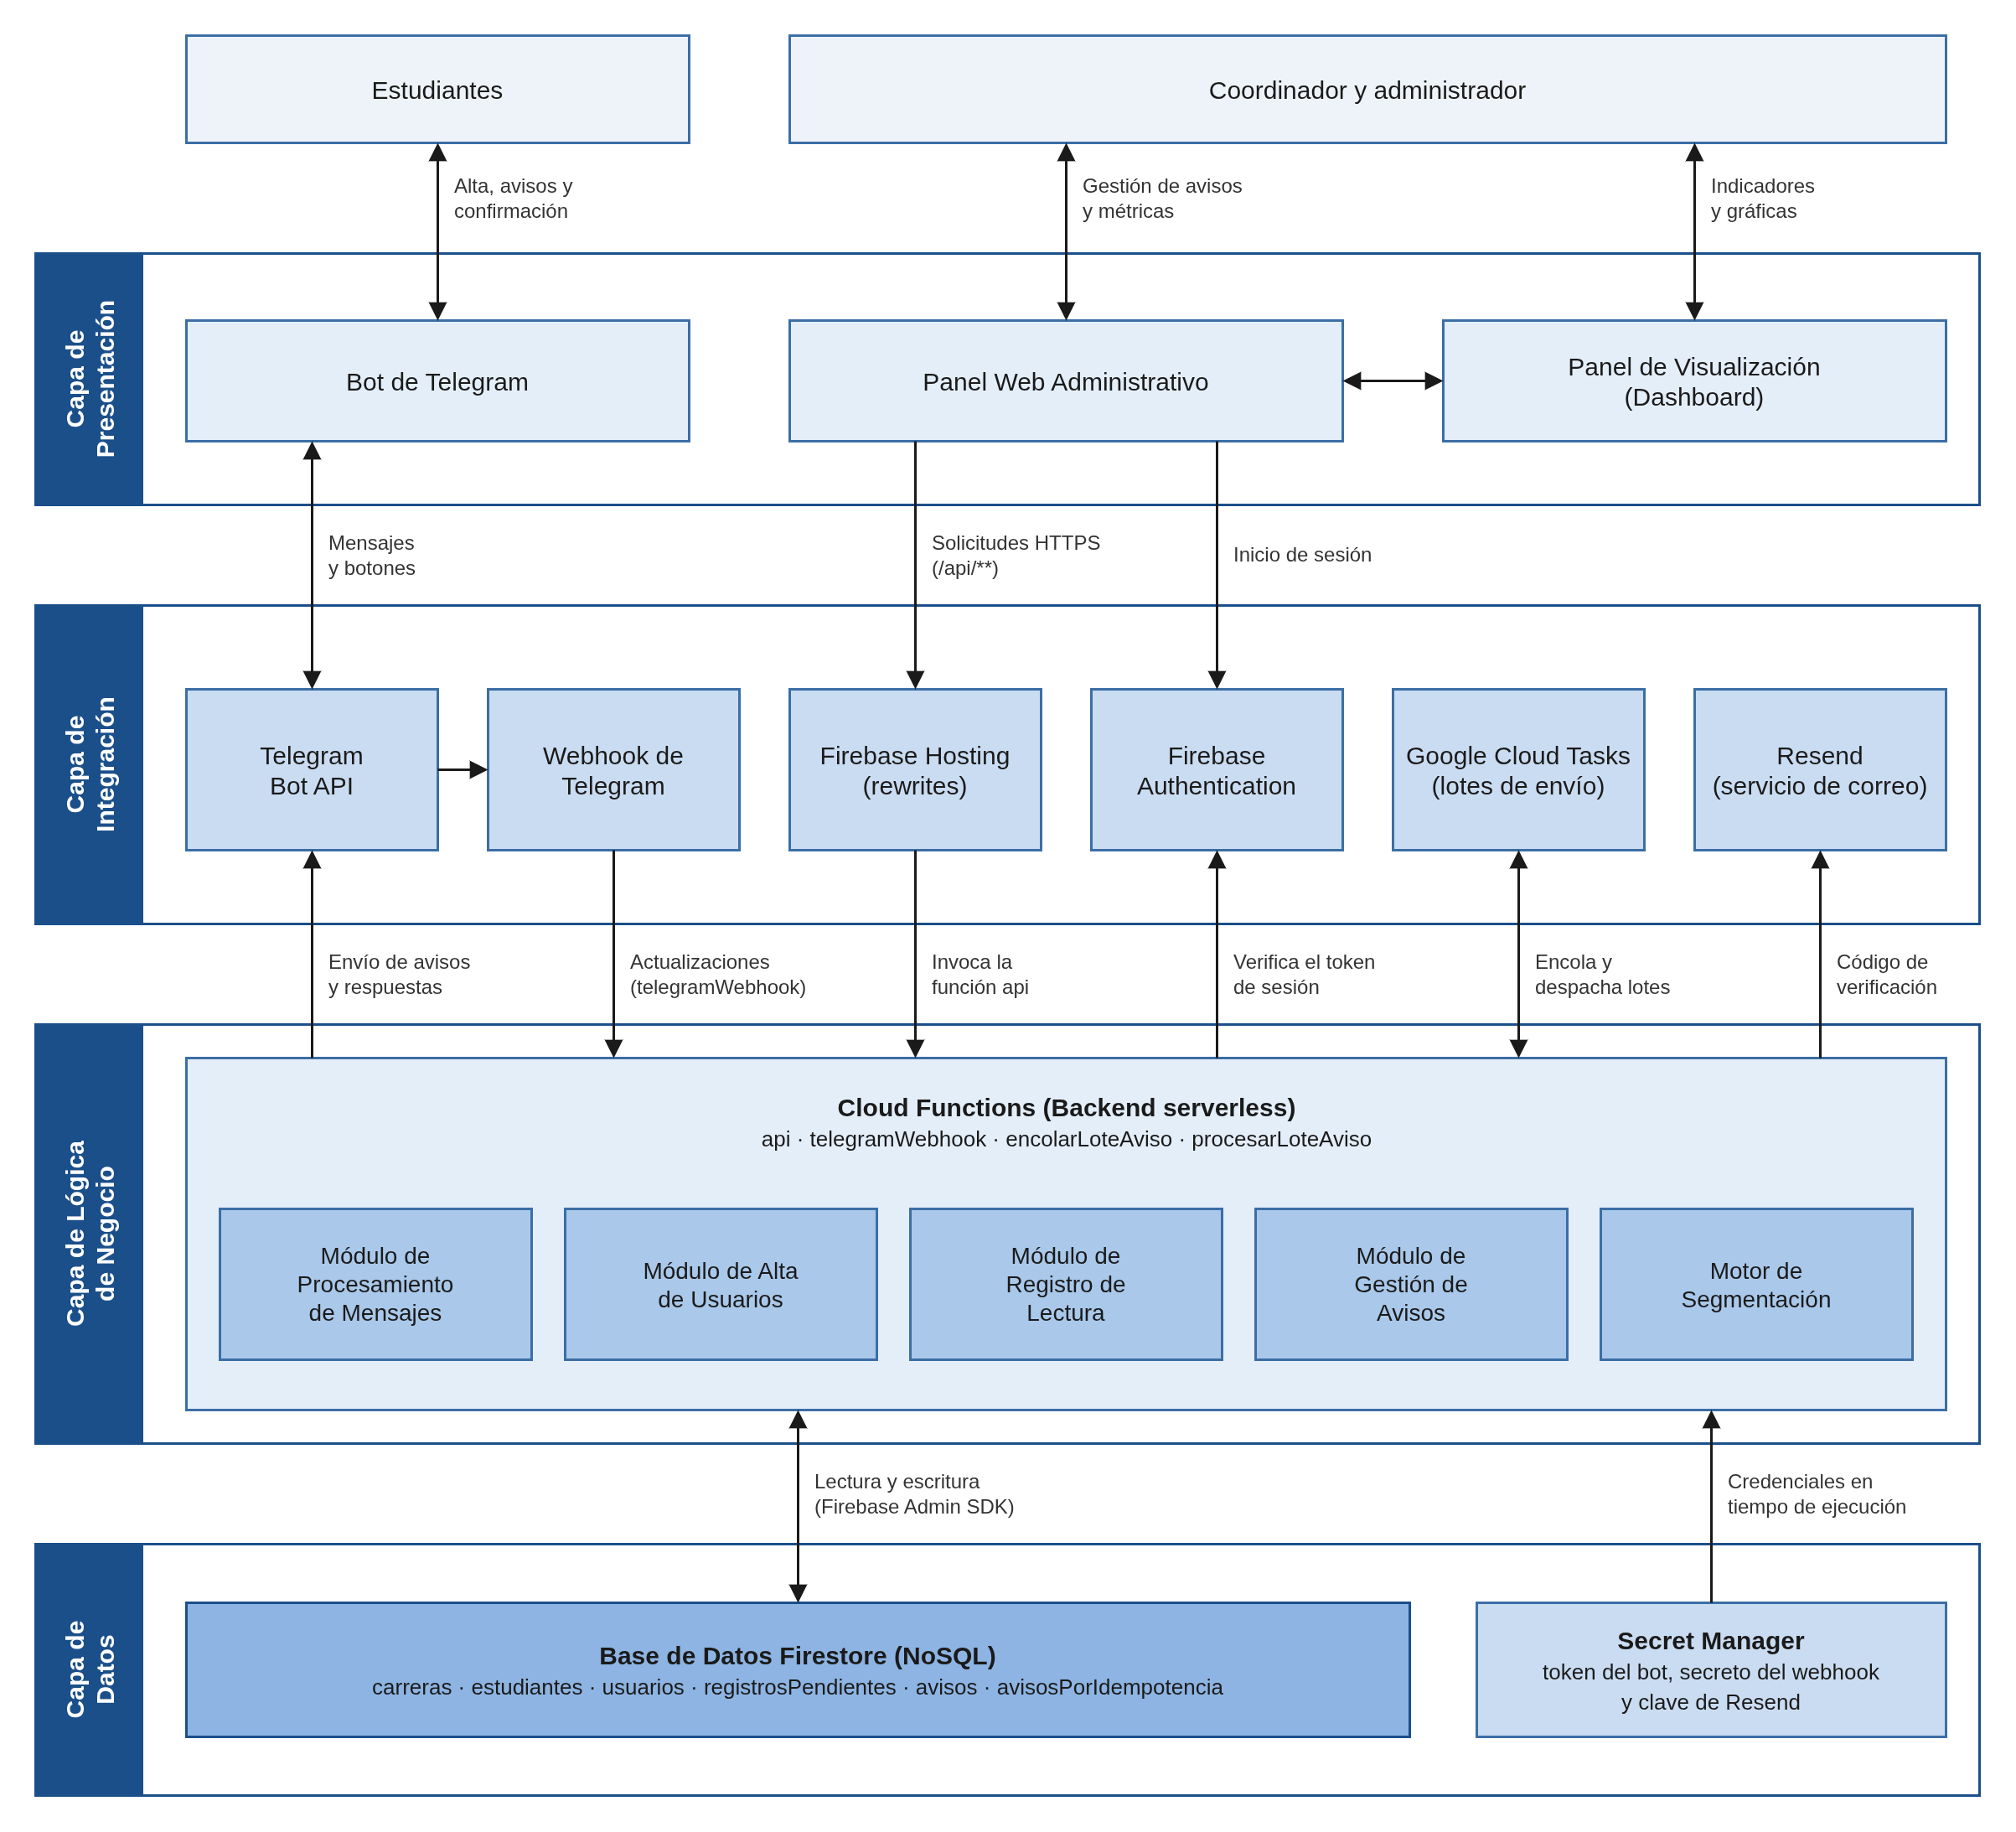 Estudiantes
Coordinador y administrador
Alta, avisos y
confirmación
Gestión de avisos
y métricas
Indicadores
y gráficas
Capa de
Presentación
Bot de Telegram
Panel Web Administrativo
Panel de Visualización
(Dashboard)
Mensajes
y botones
Solicitudes HTTPS
(/api/**)
Inicio de sesión
Capa de
Integración
Telegram
Bot API
Webhook de
Telegram
Firebase Hosting
(rewrites)
Firebase
Authentication
Google Cloud Tasks
(lotes de envío)
Resend
(servicio de correo)
Envío de avisos
y respuestas
Actualizaciones
(telegramWebhook)
Invoca la
función api
Verifica el token
de sesión
Encola y
despacha lotes
Código de
verificación
Capa de Lógica
de Negocio
Cloud Functions (Backend serverless)
api · telegramWebhook · encolarLoteAviso · procesarLoteAviso
Módulo de
Procesamiento
de Mensajes
Módulo de Alta
de Usuarios
Módulo de
Registro de
Lectura
Módulo de
Gestión de
Avisos
Motor de
Segmentación
Lectura y escritura
(Firebase Admin SDK)
Credenciales en
tiempo de ejecución
Capa de
Datos
Base de Datos Firestore (NoSQL)
carreras · estudiantes · usuarios · registrosPendientes · avisos · avisosPorIdempotencia
Secret Manager
token del bot, secreto del webhook
y clave de Resend